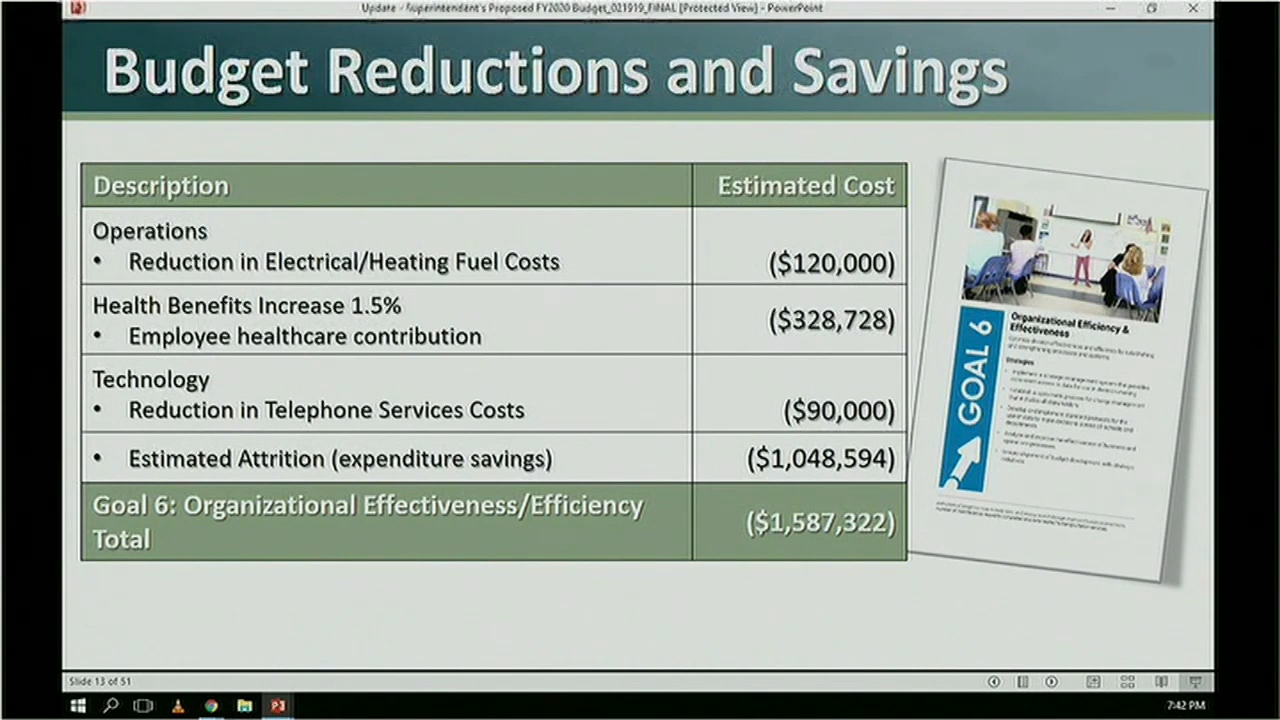 Update - Superintendent's Proposed FY2020 Budget_021919_FINAL [Protected View] - PowerPoint
Budget Reductions and Savings
Description Estimated Cost
Operations
• Reduction in Electrical/Heating Fuel Costs ($120,000)
Health Benefits Increase 1.5%
• Employee healthcare contribution ($328,728)
Technology
• Reduction in Telephone Services Costs ($90,000)
• Estimated Attrition (expenditure savings) ($1,048,594)
Goal 6: Organizational Effectiveness/Efficiency
Total ($1,587,322)
GOAL 6
Organizational Efficiency &
Effectiveness
Strategies
Slide 13 of 51
7:42 PM